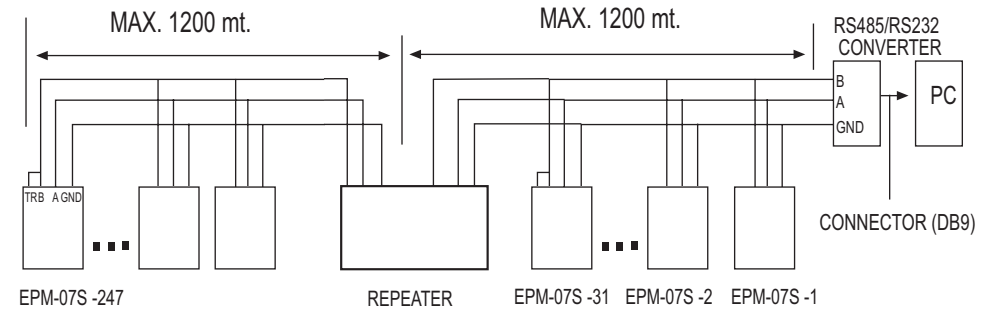 MAX. 1200 mt.
MAX. 1200 mt.
RS485/RS232
CONVERTER
B
A
GND
PC
TRB A GND
CONNECTOR (DB9)
EPM-07S -247
REPEATER
EPM-07S -31
EPM-07S -2
EPM-07S -1